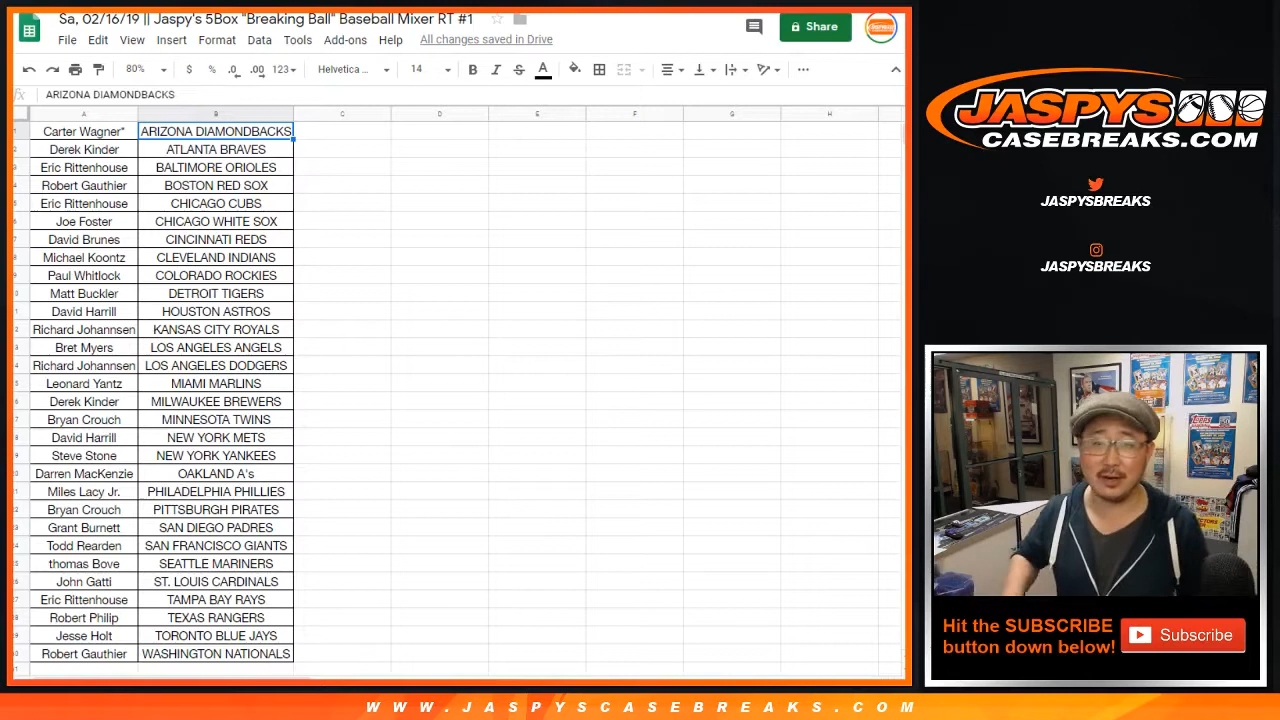 Sa, 02/16/19 || Jaspy's 5Box "Breaking Ball" Baseball Mixer RT #1
File Edit View Insert Format Data Tools Add-ons Help All changes saved in Drive
Share
80% $ % .0 .00 123 Helvetica ... 14 B I S A
fx ARIZONA DIAMONDBACKS
A B C D E F G H
Carter Wagner* ARIZONA DIAMONDBACKS
Derek Kinder ATLANTA BRAVES
Eric Rittenhouse BALTIMORE ORIOLES
Robert Gauthier BOSTON RED SOX
Eric Rittenhouse CHICAGO CUBS
Joe Foster CHICAGO WHITE SOX
David Brunes CINCINNATI REDS
Michael Koontz CLEVELAND INDIANS
Paul Whitlock COLORADO ROCKIES
Matt Buckler DETROIT TIGERS
David Harrill HOUSTON ASTROS
Richard Johannsen KANSAS CITY ROYALS
Bret Myers LOS ANGELES ANGELS
Richard Johannsen LOS ANGELES DODGERS
Leonard Yantz MIAMI MARLINS
Derek Kinder MILWAUKEE BREWERS
Bryan Crouch MINNESOTA TWINS
David Harrill NEW YORK METS
Steve Stone NEW YORK YANKEES
Darren MacKenzie OAKLAND A's
Miles Lacy Jr. PHILADELPHIA PHILLIES
Bryan Crouch PITTSBURGH PIRATES
Grant Burnett SAN DIEGO PADRES
Todd Rearden SAN FRANCISCO GIANTS
thomas Bove SEATTLE MARINERS
John Gatti ST. LOUIS CARDINALS
Eric Rittenhouse TAMPA BAY RAYS
Robert Philip TEXAS RANGERS
Jesse Holt TORONTO BLUE JAYS
Robert Gauthier WASHINGTON NATIONALS
JASPYS
CASEBREAKS.COM
JASPYSBREAKS
JASPYSBREAKS
Hit the SUBSCRIBE
button down below!
Subscribe
WWW.JASPYSCASEBREAKS.COM